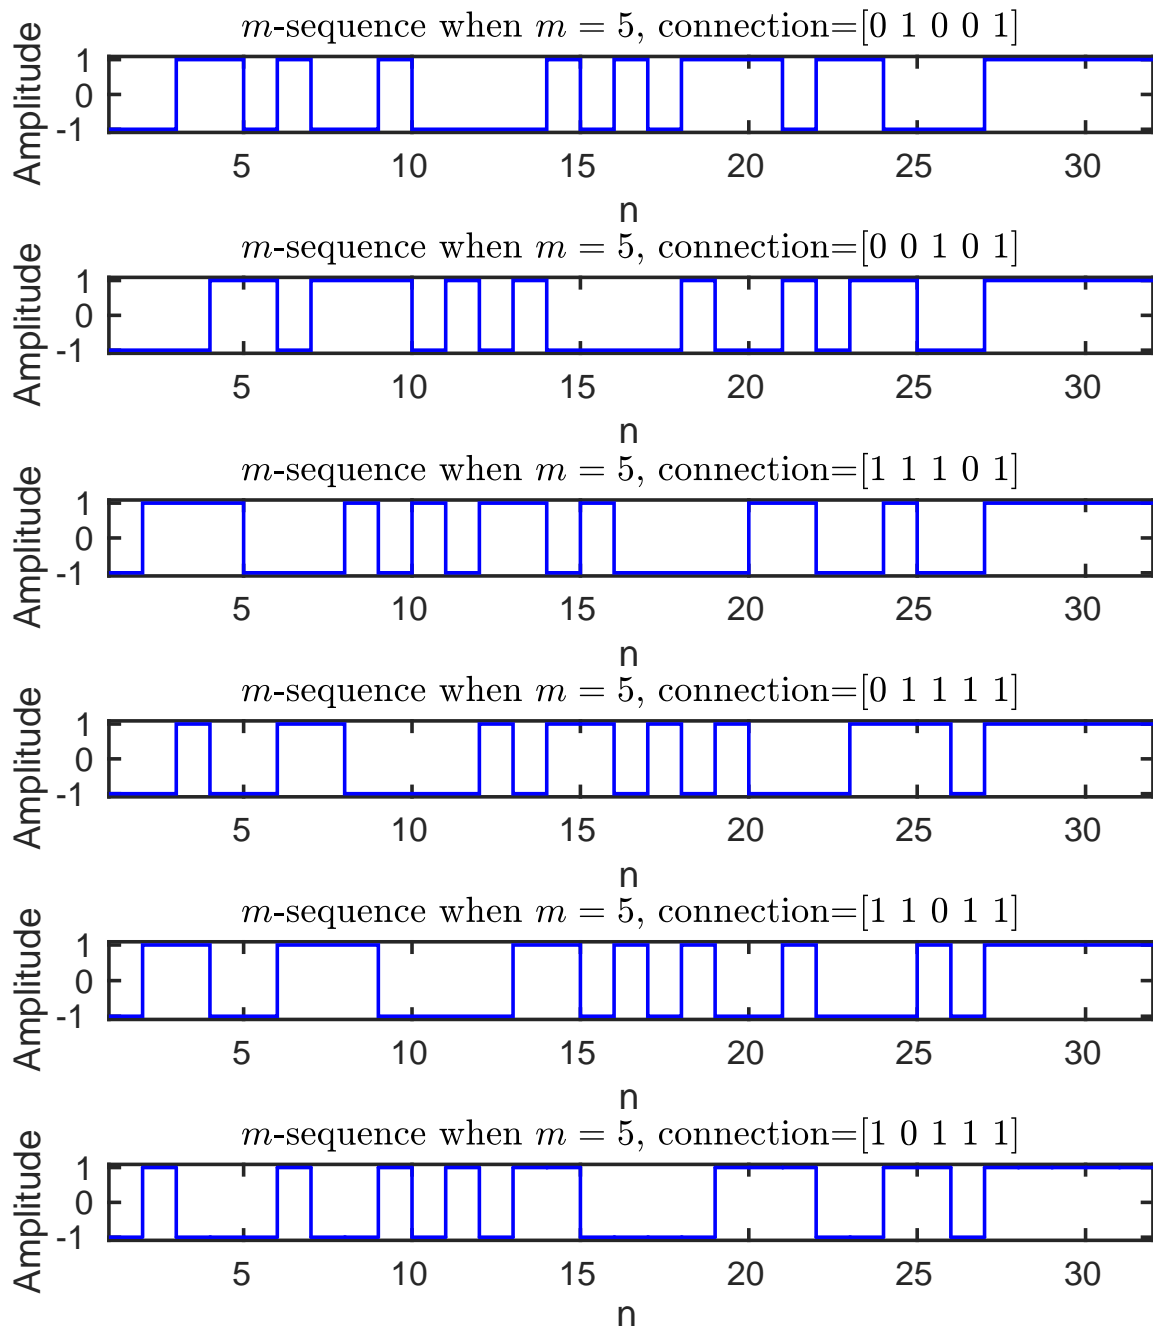 m-sequence when m = 5, connection=[0 1 0 0 1]
Amplitude
1
0
-1
5 10 15 20 25 30
n
m-sequence when m = 5, connection=[0 0 1 0 1]
Amplitude
1
0
-1
5 10 15 20 25 30
n
m-sequence when m = 5, connection=[1 1 1 0 1]
Amplitude
1
0
-1
5 10 15 20 25 30
n
m-sequence when m = 5, connection=[0 1 1 1 1]
Amplitude
1
0
-1
5 10 15 20 25 30
n
m-sequence when m = 5, connection=[1 1 0 1 1]
Amplitude
1
0
-1
5 10 15 20 25 30
n
m-sequence when m = 5, connection=[1 0 1 1 1]
Amplitude
1
0
-1
5 10 15 20 25 30
n